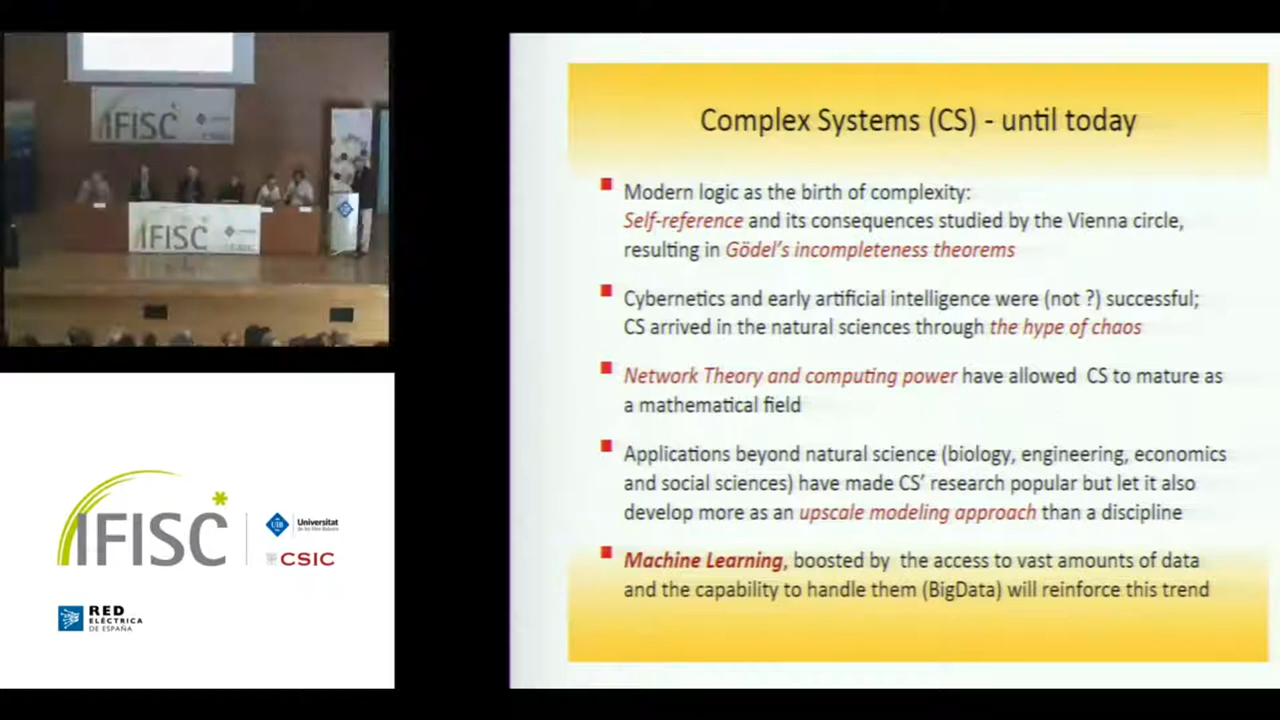 IFISC
IFISC
IFISC
Universitat
CSIC
RED
ELÉCTRICA
DE ESPAÑA
Complex Systems (CS) - until today
Modern logic as the birth of complexity:
Self-reference and its consequences studied by the Vienna circle,
resulting in Gödel's incompleteness theorems
Cybernetics and early artificial intelligence were (not ?) successful;
CS arrived in the natural sciences through the hype of chaos
Network Theory and computing power have allowed CS to mature as
a mathematical field
Applications beyond natural science (biology, engineering, economics
and social sciences) have made CS' research popular but let it also
develop more as an upscale modeling approach than a discipline
Machine Learning, boosted by the access to vast amounts of data
and the capability to handle them (BigData) will reinforce this trend